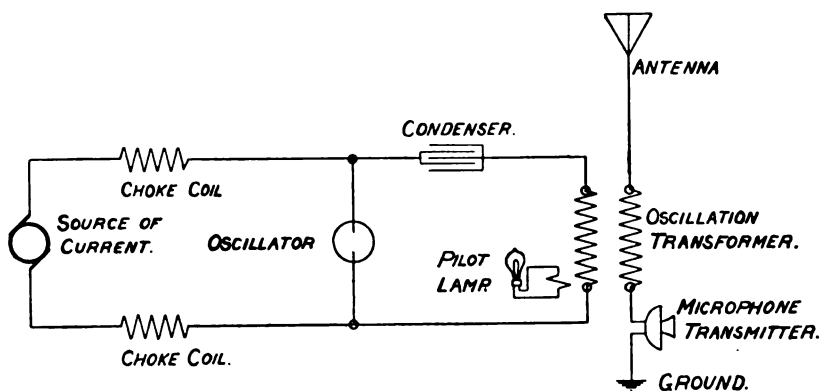 ANTENNA
CONDENSER.
CHOKE COIL
SOURCE OF
CURRENT.
OSCILLATOR
OSCILLATION
TRANSFORMER.
PILOT
LAMP.
MICROPHONE
TRANSMITTER.
CHOKE COIL.
GROUND.